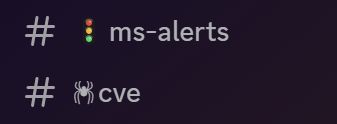 # 🚦 ms-alerts
# 🕷cve